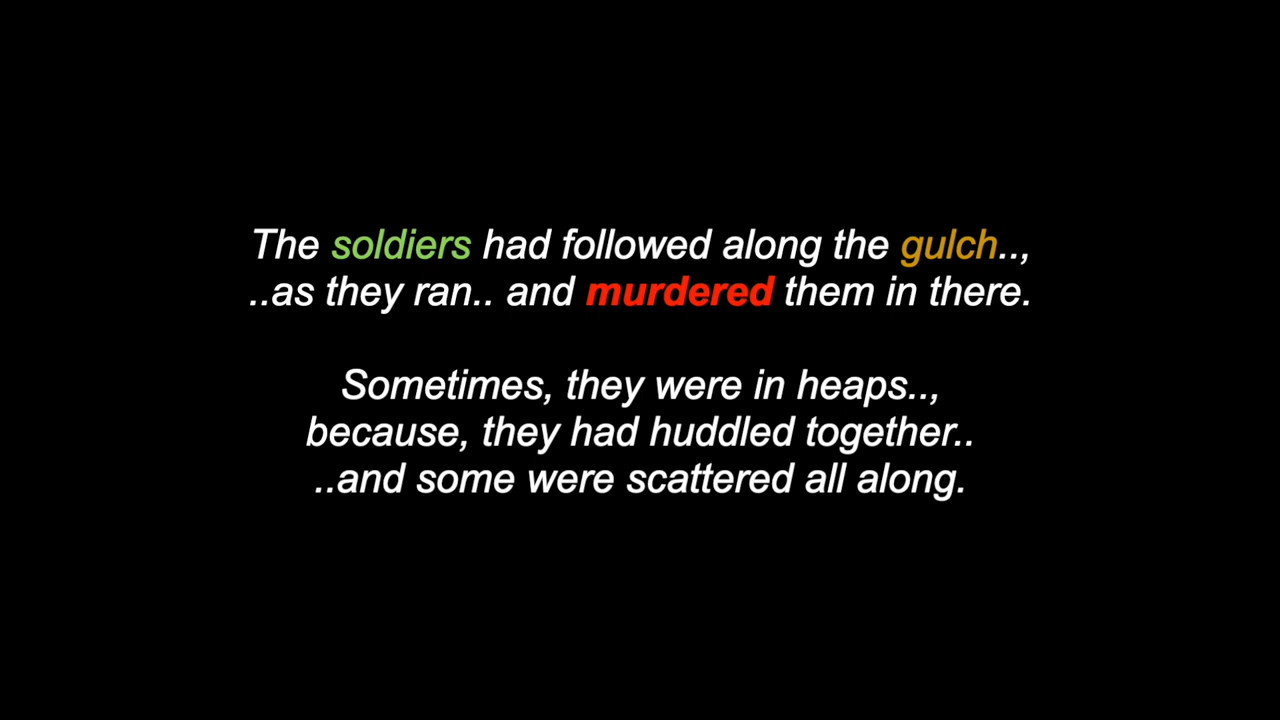 The soldiers had followed along the gulch..,
..as they ran.. and murdered them in there.
Sometimes, they were in heaps..,
because, they had huddled together..
..and some were scattered all along.